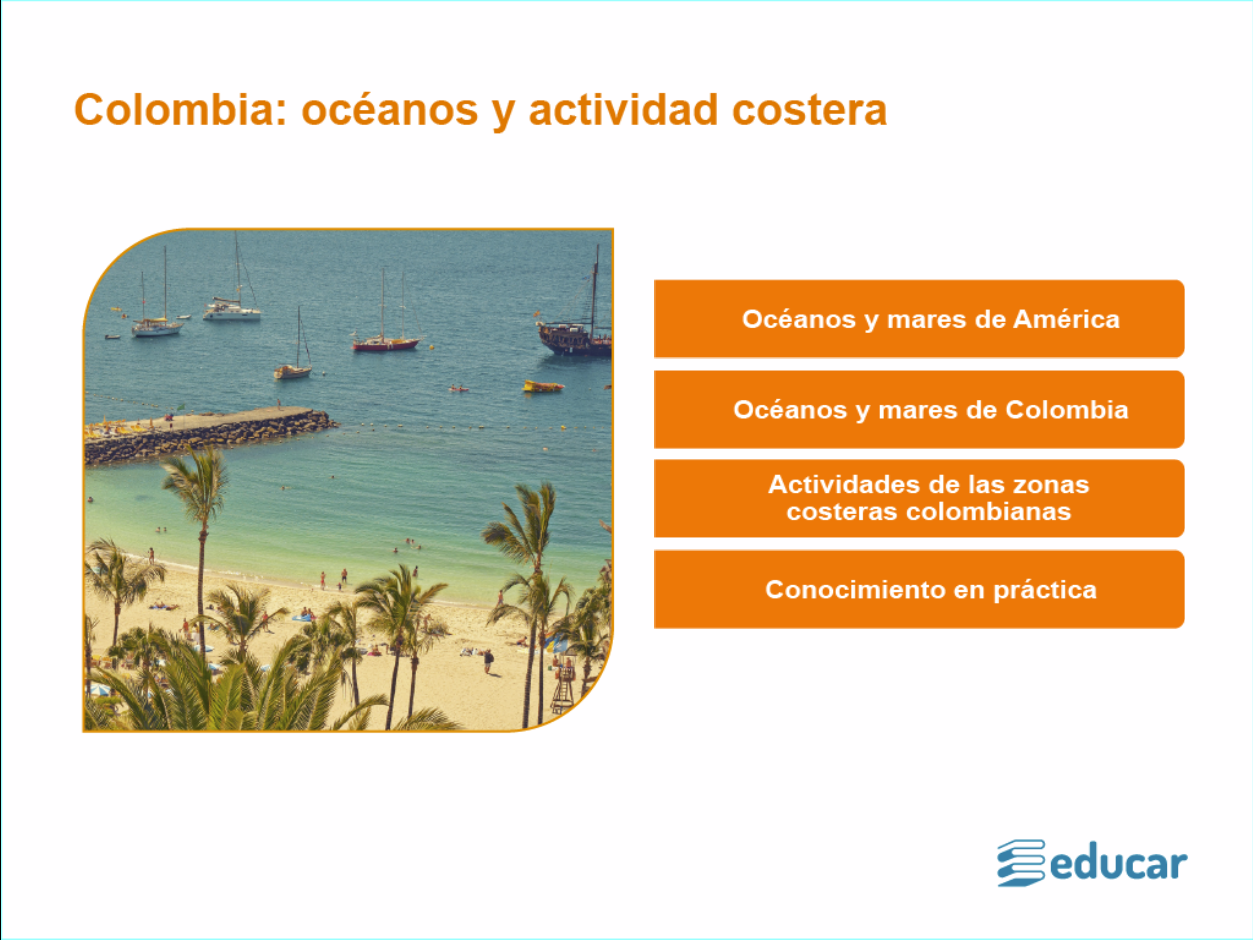 Colombia: océanos y actividad costera
Océanos y mares de América
Océanos y mares de Colombia
Actividades de las zonas
costeras colombianas
Conocimiento en práctica
educar